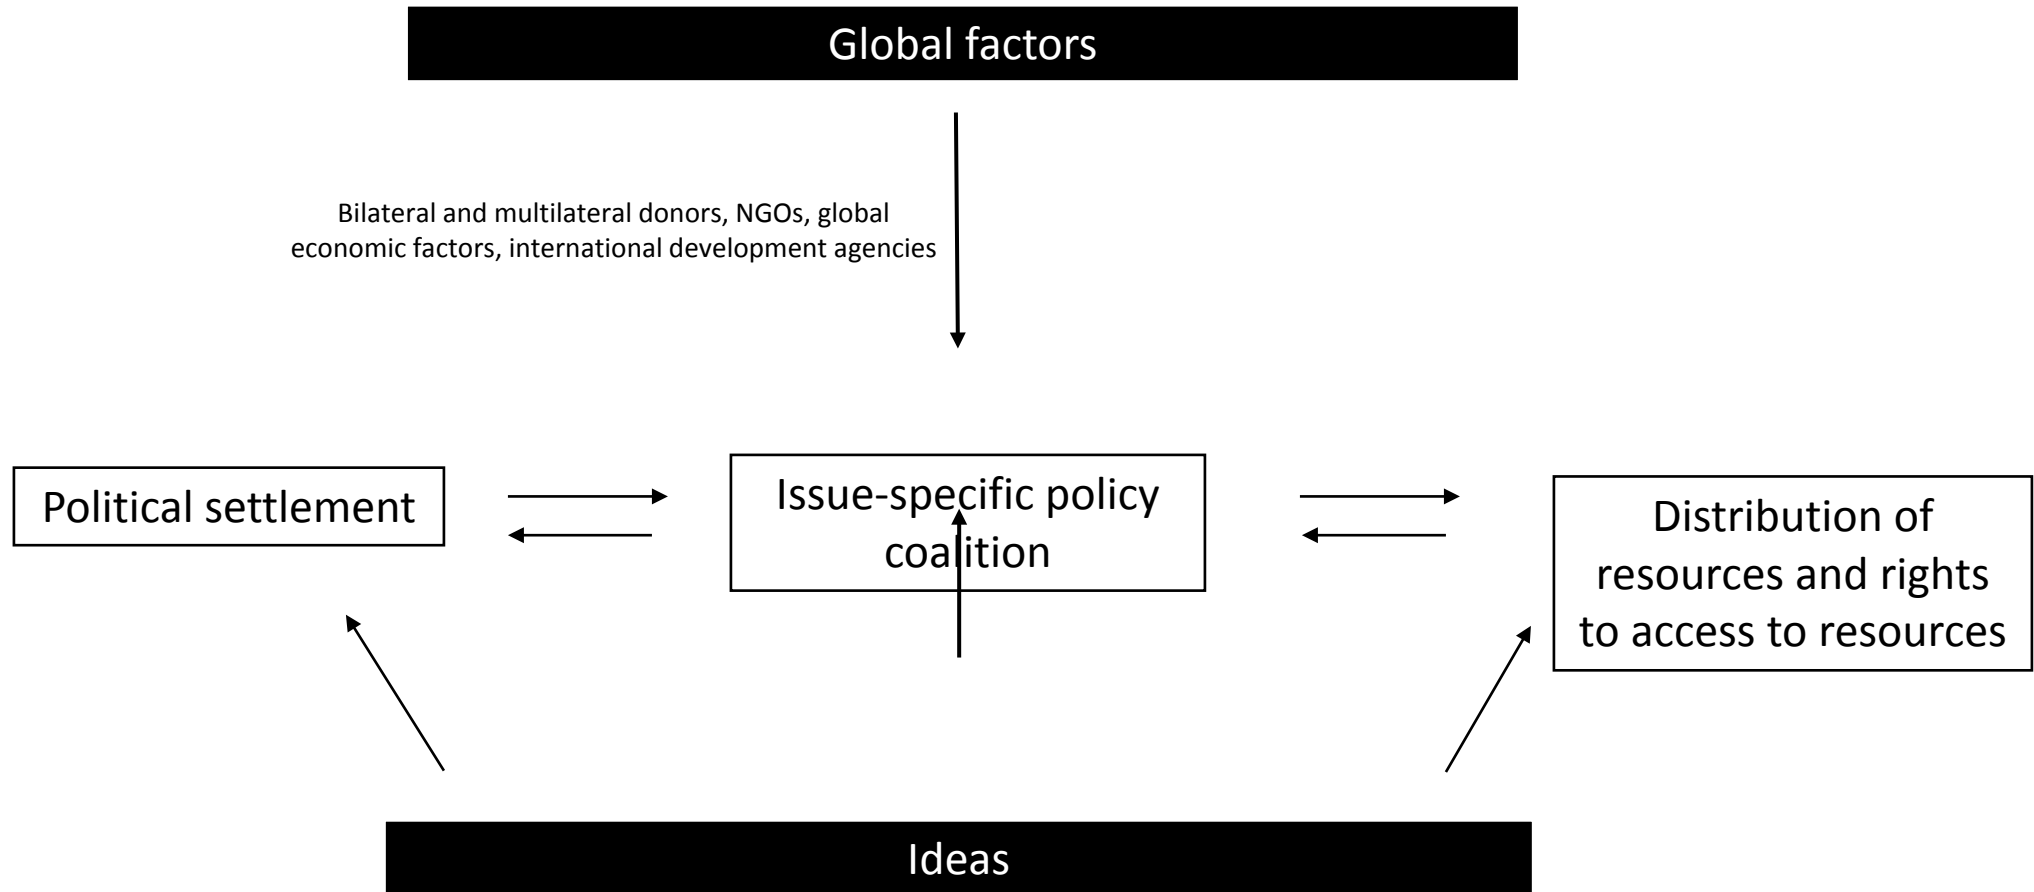 Global factors
Bilateral and multilateral donors, NGOs, global
economic factors, international development agencies
Political settlement
Issue-specific policy
coalition
Distribution of
resources and rights
to access to resources
Ideas